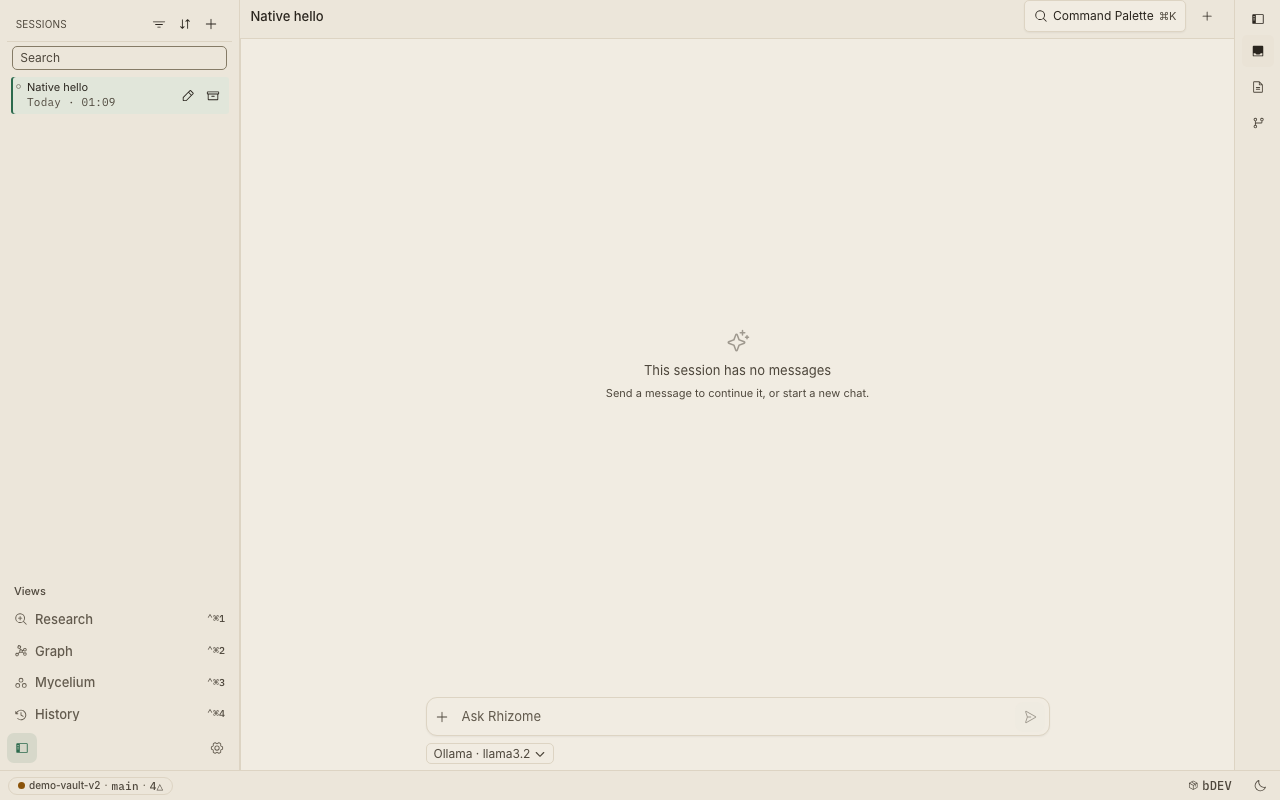 SESSIONS
Search
Native hello
Today · 01:09
Views
Research ^⌘1
Graph ^⌘2
Mycelium ^⌘3
History ^⌘4
Native hello
Command Palette ⌘K
This session has no messages
Send a message to continue it, or start a new chat.
Ask Rhizome
Ollama · llama3.2
demo-vault-v2 · main · 4△
bDEV